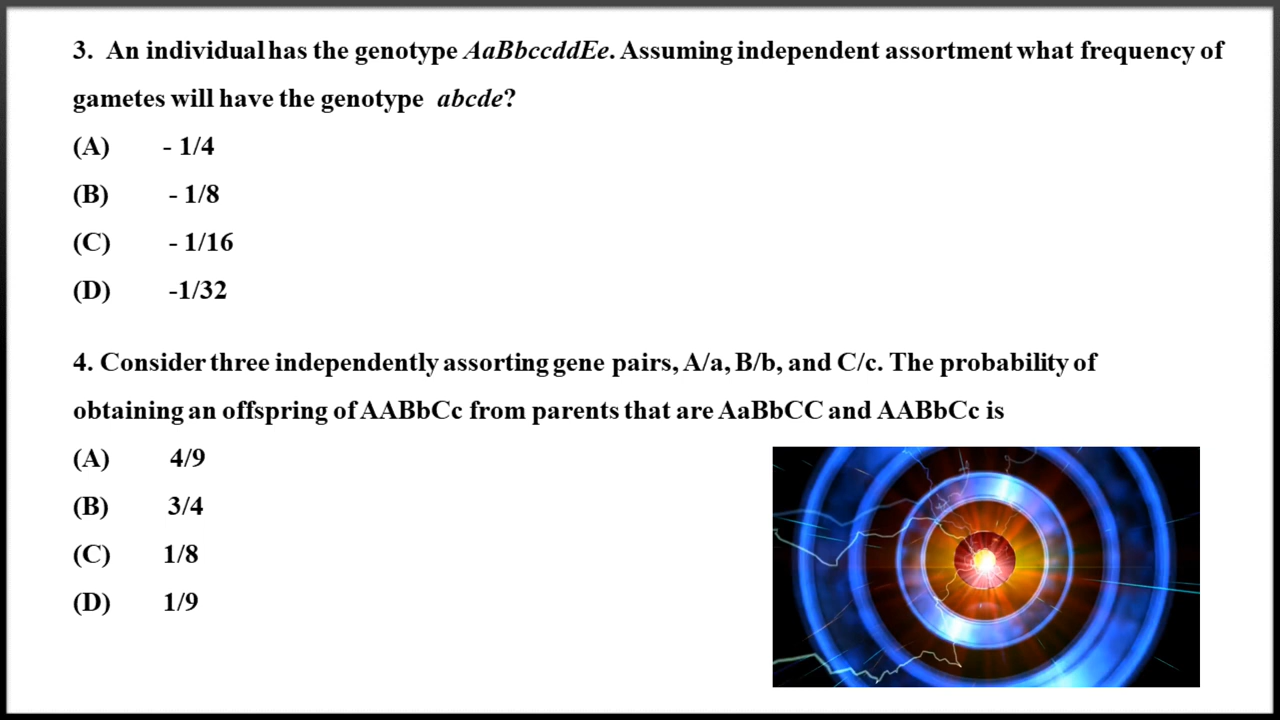 3. An individual has the genotype AaBbccddEe. Assuming independent assortment what frequency of
gametes will have the genotype abcde?
(A) - 1/4
(B) - 1/8
(C) - 1/16
(D) -1/32
4. Consider three independently assorting gene pairs, A/a, B/b, and C/c. The probability of
obtaining an offspring of AABbCc from parents that are AaBbCC and AABbCc is
(A) 4/9
(B) 3/4
(C) 1/8
(D) 1/9